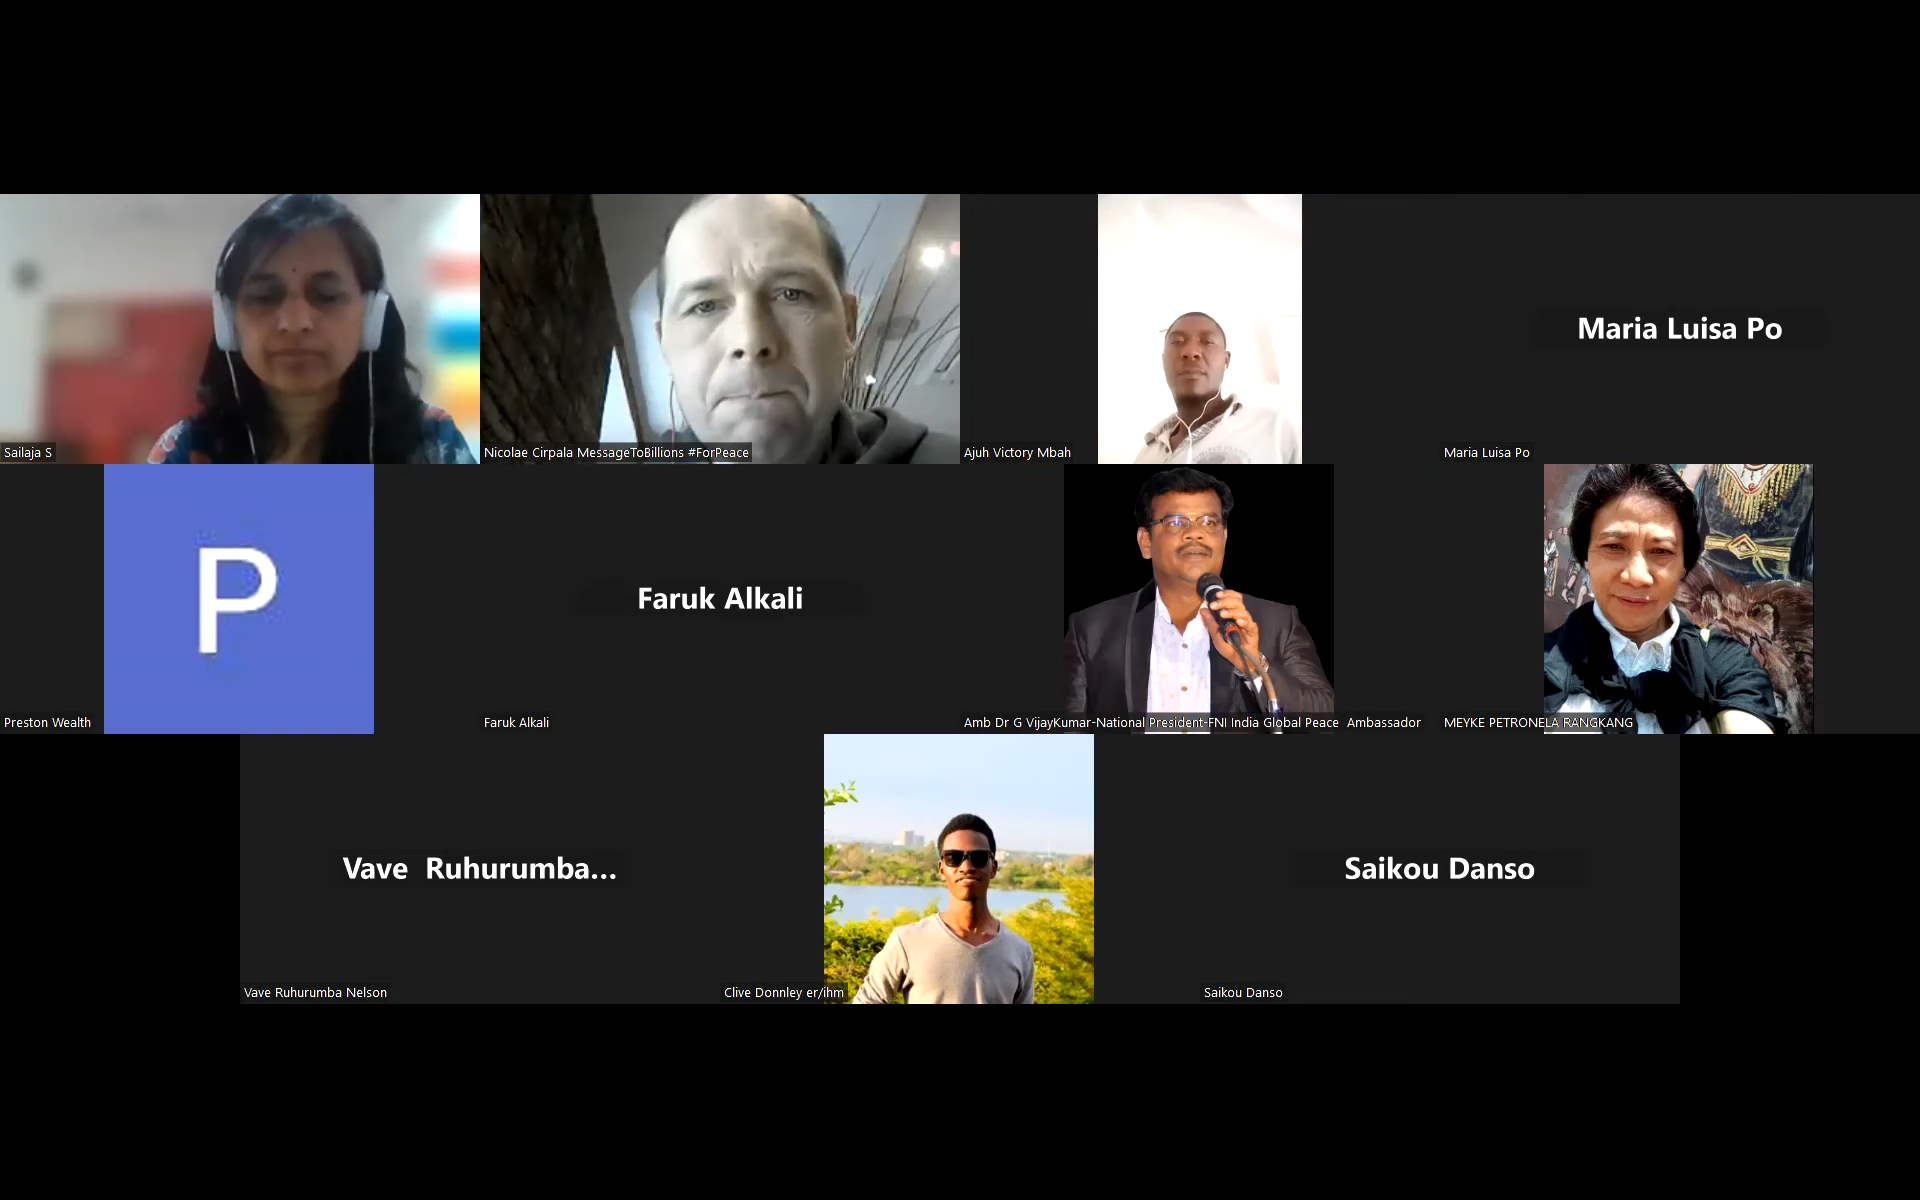 Sailaja S
Nicolae Cirpala MessageToBillions #ForPeace
Ajuh Victory Mbah
Maria Luisa Po
Maria Luisa Po
P
Preston Wealth
Faruk Alkali
Faruk Alkali
Amb Dr G VijayKumar-National President-FNI India Global Peace Ambassador
MEYKE PETRONELA RANGKANG
Vave Ruhurumba...
Vave Ruhurumba Nelson
Clive Donnley er/ihm
Saikou Danso
Saikou Danso